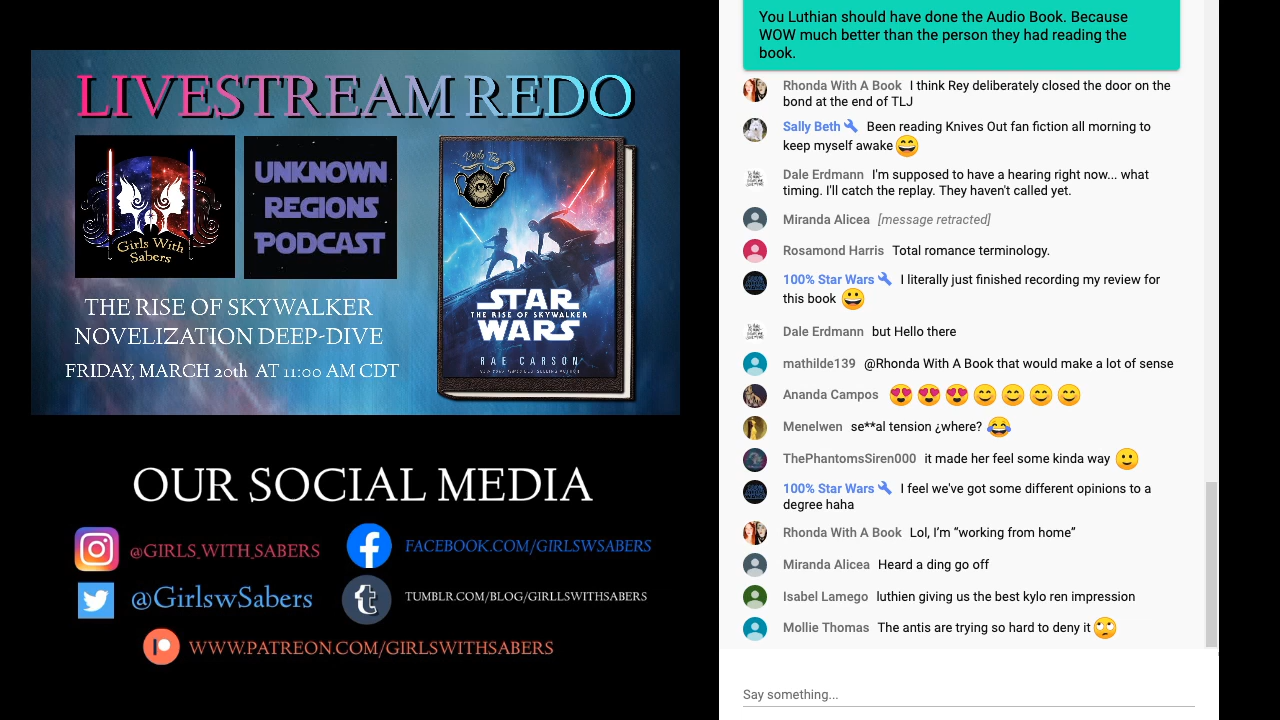 LIVESTREAM REDO
Girls With
Sabers
UNKNOWN
REGIONS
PODCAST
THE RISE OF SKYWALKER
NOVELIZATION DEEP-DIVE
FRIDAY, MARCH 20th AT 11:00 AM CDT
STAR
THE RISE OF SKYWALKER
WARS
RAE CARSON
OUR SOCIAL MEDIA
@GIRLS_WITH_SABERS
FACEBOOK.COM/GIRLSWSABERS
@GirlswSabers
TUMBLR.COM/BLOG/GIRLLSWITHSABERS
WWW.PATREON.COM/GIRLSWITHSABERS
You Luthian should have done the Audio Book. Because
WOW much better than the person they had reading the
book.
Rhonda With A Book I think Rey deliberately closed the door on the
bond at the end of TLJ
Sally Beth Been reading Knives Out fan fiction all morning to
keep myself awake 😄
Dale Erdmann I'm supposed to have a hearing right now... what
timing. I'll catch the replay. They haven't called yet.
Miranda Alicea [message retracted]
Rosamond Harris Total romance terminology.
100% Star Wars I literally just finished recording my review for
this book 😀
Dale Erdmann but Hello there
mathilde139 @Rhonda With A Book that would make a lot of sense
Ananda Campos 😍😍😍😊😊😊😊
Menelwen se**al tension ¿where? 😂
ThePhantomsSiren000 it made her feel some kinda way 🙂
100% Star Wars I feel we've got some different opinions to a
degree haha
Rhonda With A Book Lol, I'm “working from home“
Miranda Alicea Heard a ding go off
Isabel Lamego luthien giving us the best kylo ren impression
Mollie Thomas The antis are trying so hard to deny it 🙄
Say something...